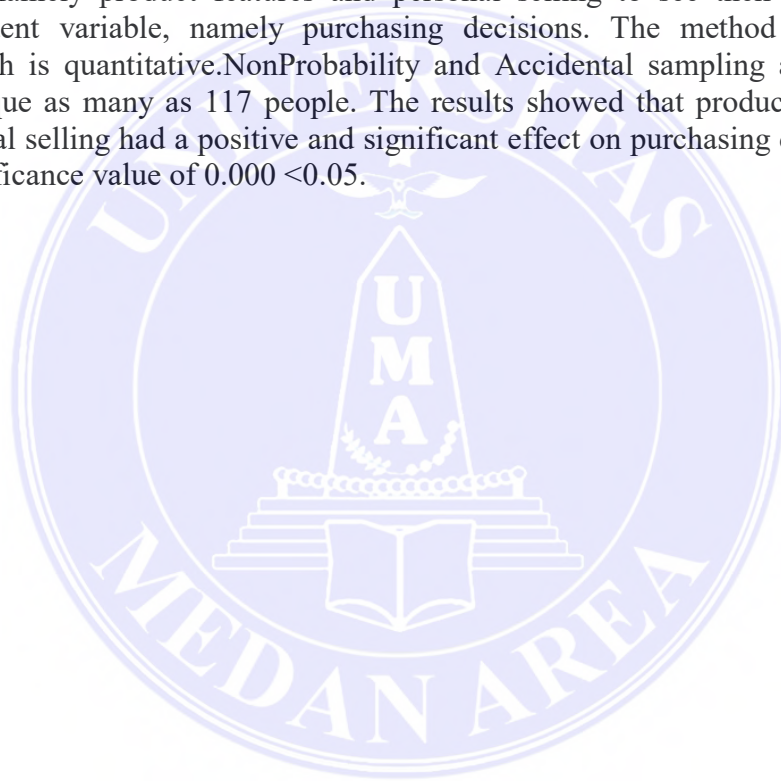 namely product features and personal selling to see their
ent variable, namely purchasing decisions. The method
h is quantitative.NonProbability and Accidental sampling a
que as many as 117 people. The results showed that produc
al selling had a positive and significant effect on purchasing
ficance value of 0.000 <0.05.
UNIVERSITAS
U
M
A
MEDAN AREA